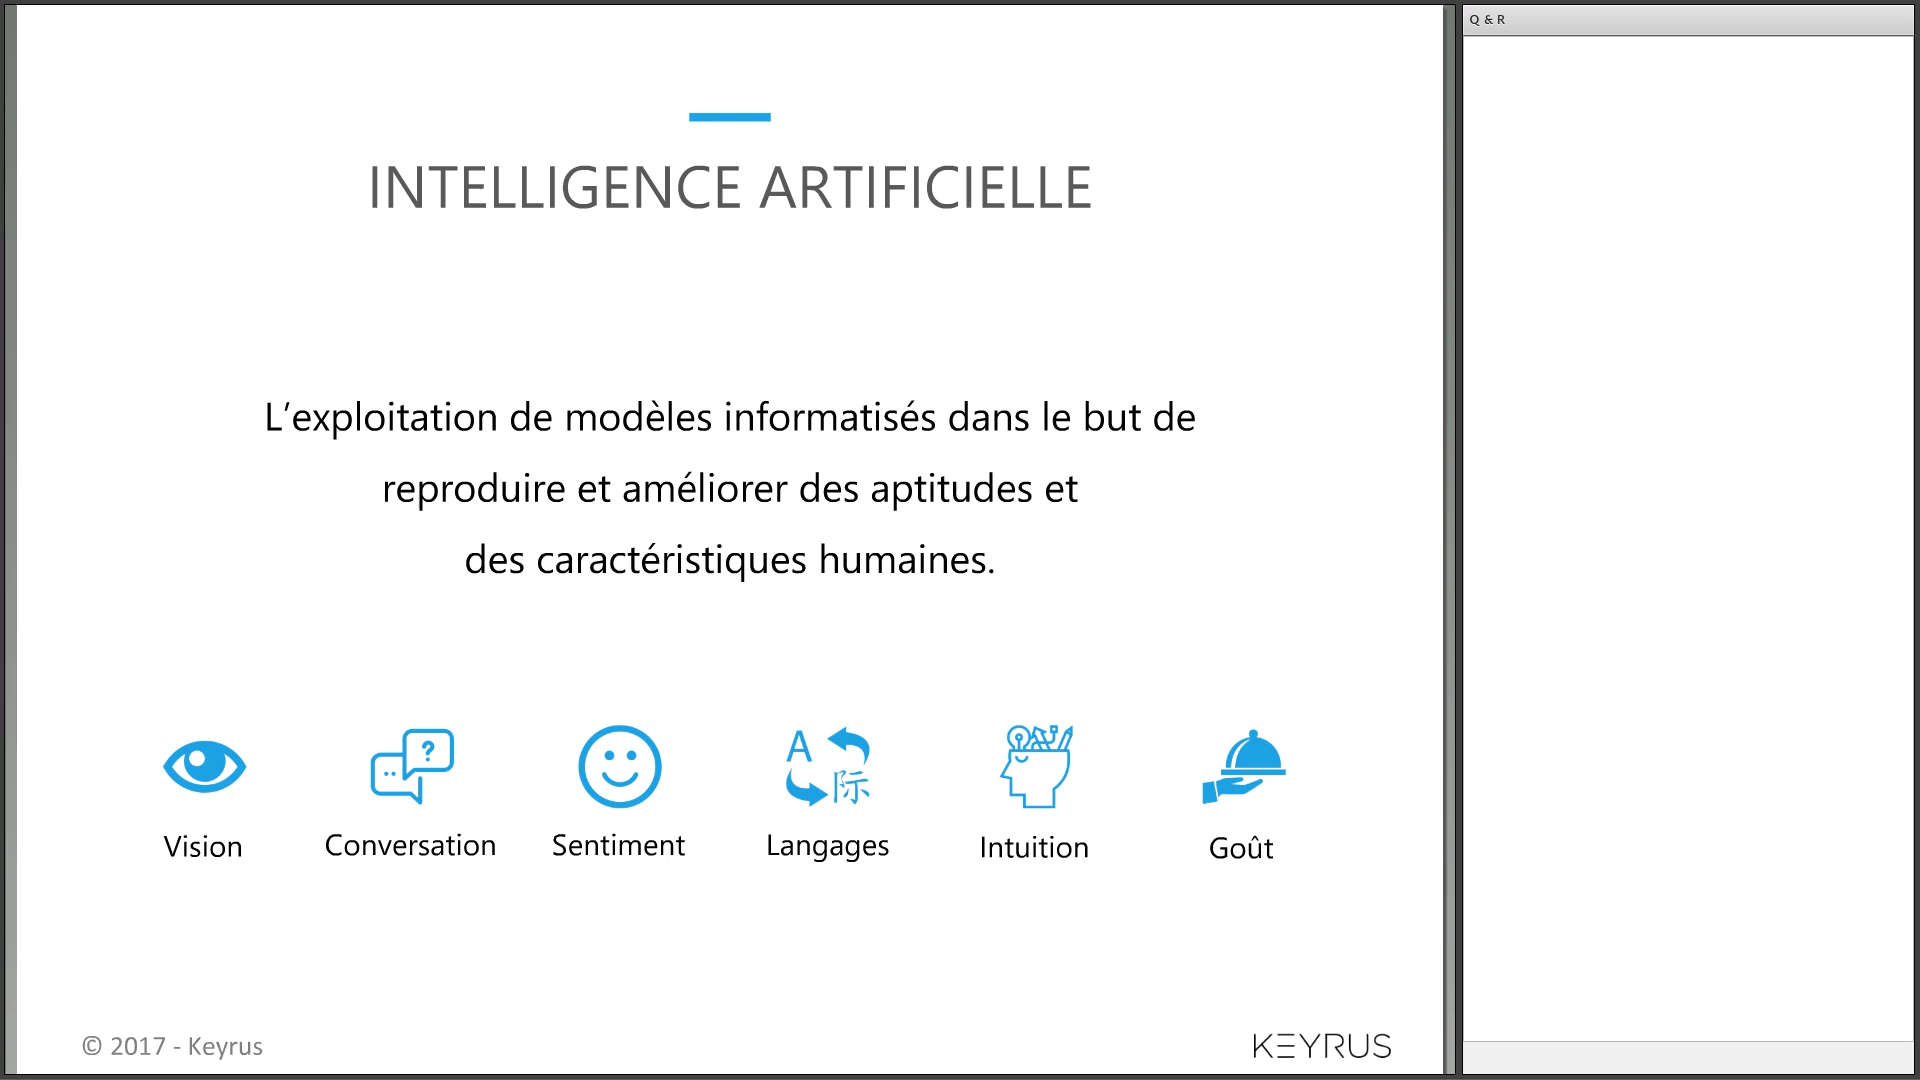 Q & R
INTELLIGENCE ARTIFICIELLE
L’exploitation de modèles informatisés dans le but de
reproduire et améliorer des aptitudes et
des caractéristiques humaines.
?
A
际
Vision
Conversation
Sentiment
Langages
Intuition
Goût
© 2017 - Keyrus
KEYRUS